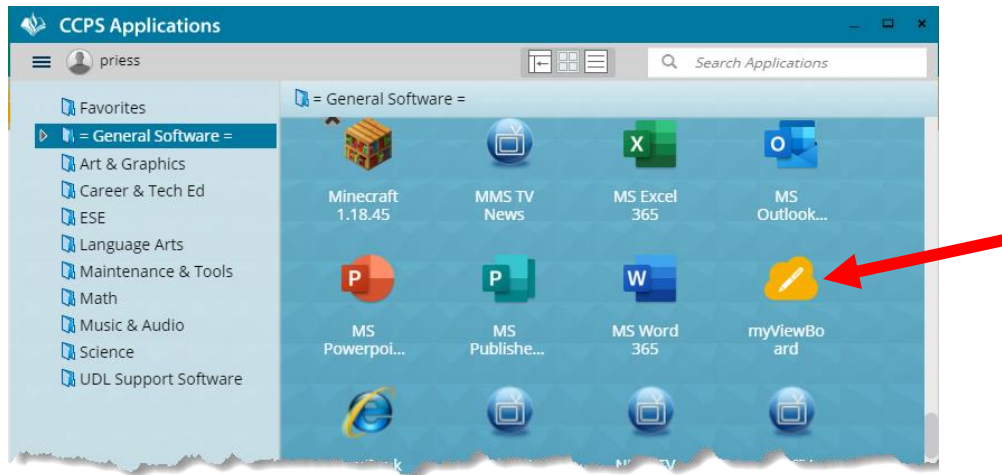 CCPS Applications
priess
Search Applications
Favorites
= General Software =
Art & Graphics
Career & Tech Ed
ESE
Language Arts
Maintenance & Tools
Math
Music & Audio
Science
UDL Support Software
= General Software =
Minecraft
1.18.45
MMS TV
News
MS Excel
365
MS
Outlook...
MS
Powerpoi...
MS
Publishe...
MS Word
365
myViewBo
ard